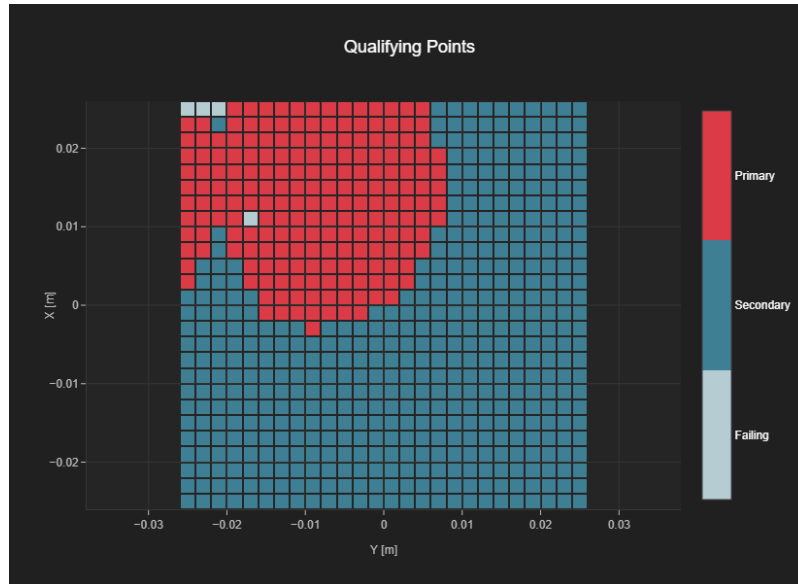 Qualifying Points
Primary
Secondary
Failing
0.02
0.01
0
−0.01
−0.02
X [m]
−0.03
−0.02
−0.01
0
0.01
0.02
0.03
Y [m]